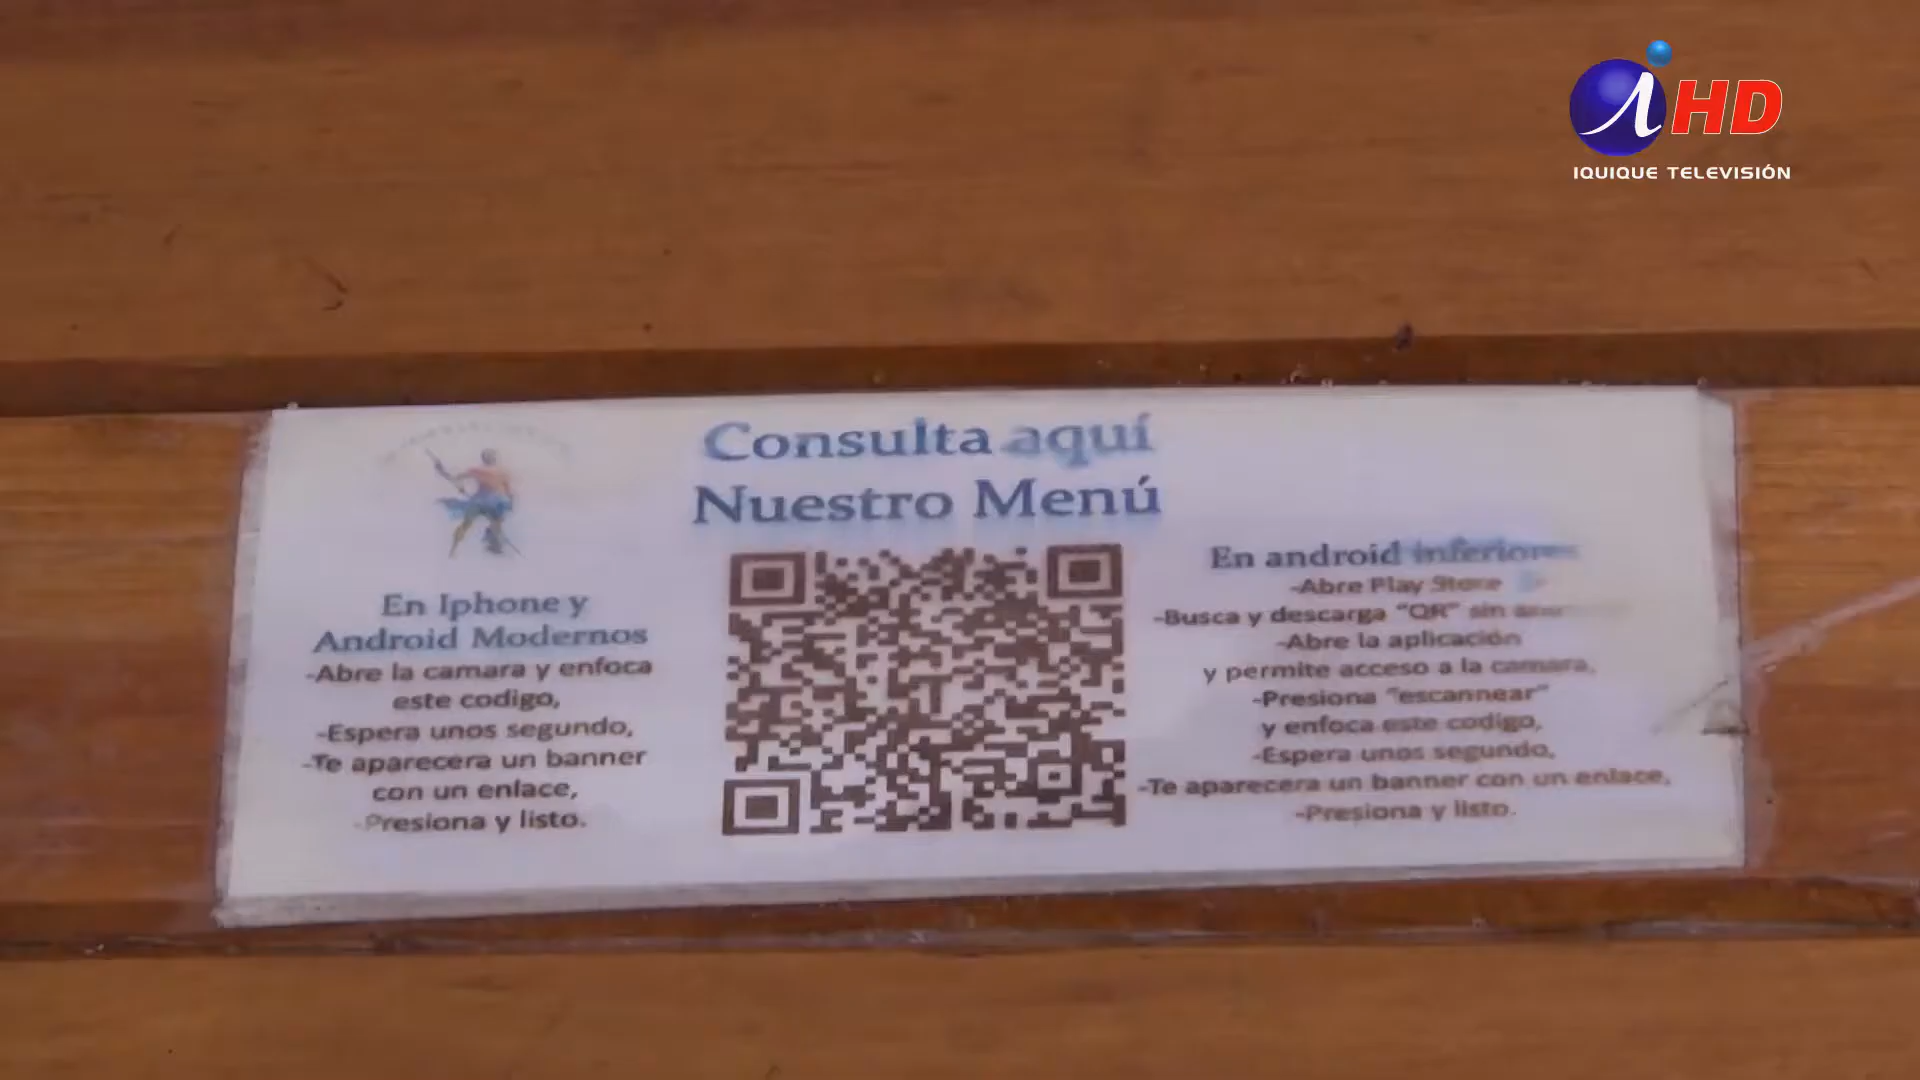 HD
IQUIQUE TELEVISIÓN
Consulta aquí
Nuestro Menú
En Iphone y
Android Modernos
-Abre la camara y enfoca
este codigo,
-Espera unos segundo,
-Te aparecera un banner
con un enlace,
-Presiona y listo.
En android inferiores
-Abre Play Store
-Busca y descarga "QR" sin
-Abre la aplicación
y permite acceso a la camara,
-Presiona "escannear"
y enfoca este codigo,
-Espera unos segundo,
-Te aparecera un banner con un enlace,
-Presiona y listo.